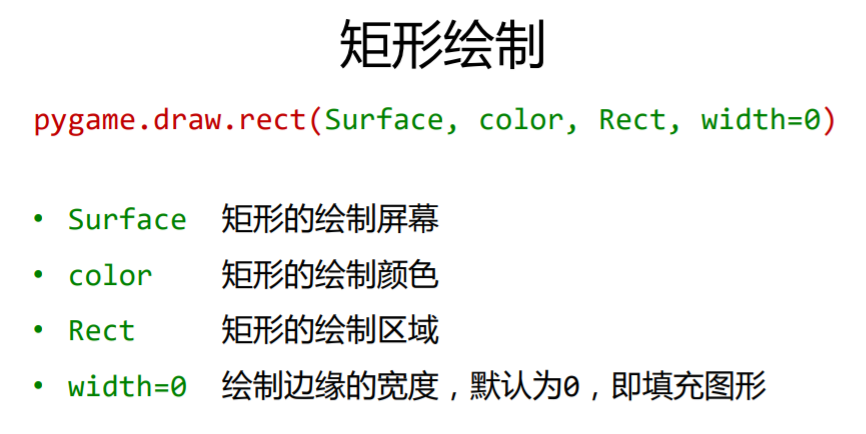 矩形绘制
pygame.draw.rect(Surface, color, Rect, width=0)
• Surface 矩形的绘制屏幕
• color 矩形的绘制颜色
• Rect 矩形的绘制区域
• width=0 绘制边缘的宽度，默认为0，即填充图形